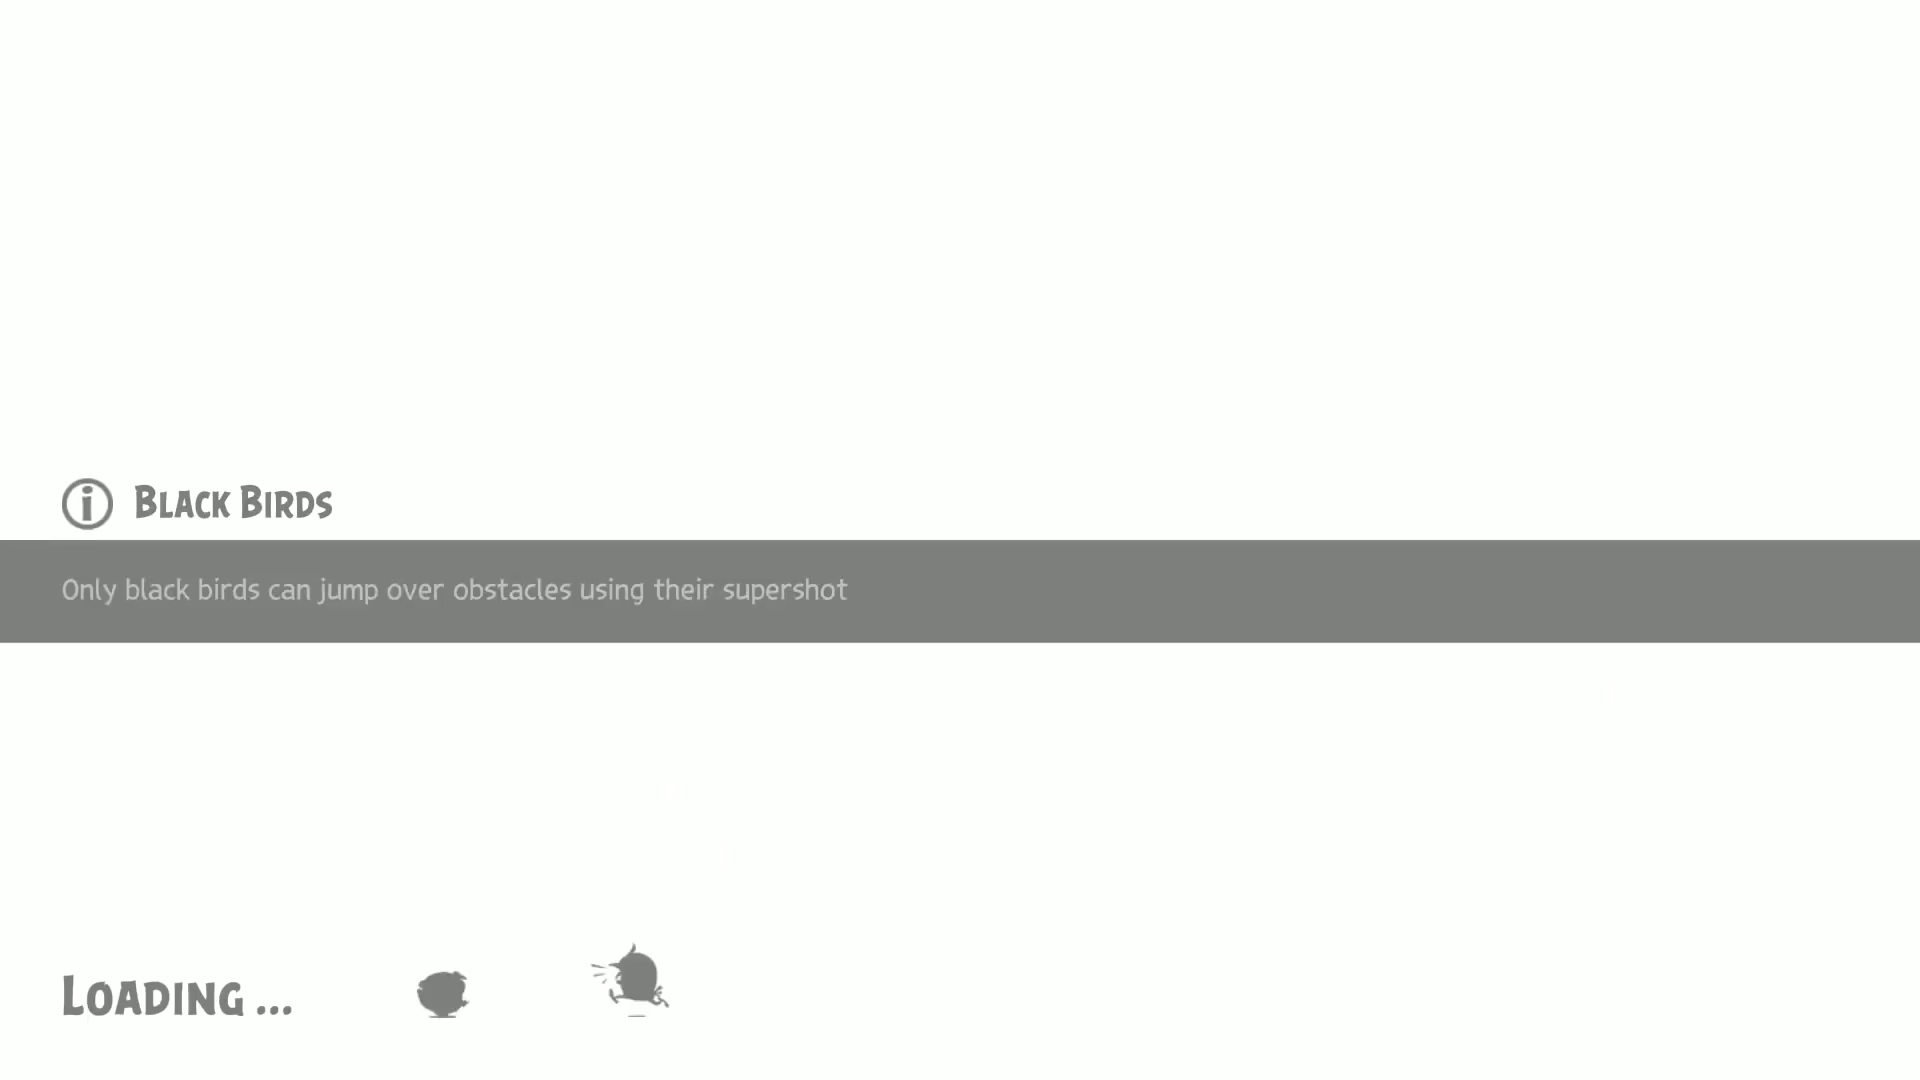 Black Birds
Only black birds can jump over obstacles using their supershot
Loading ...